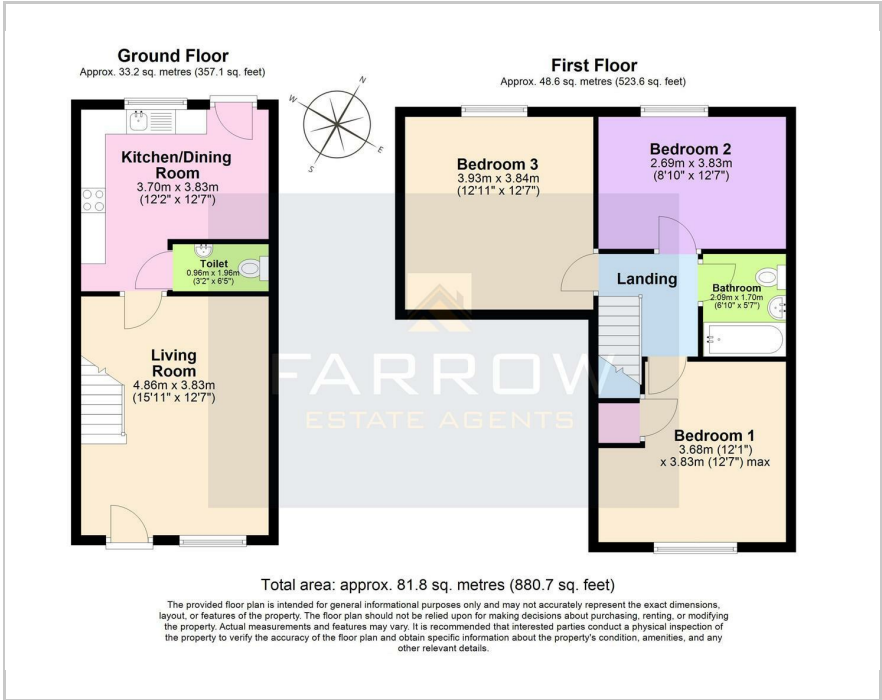 Ground Floor
Approx. 33.2 sq. metres (357.1 sq. feet)
Kitchen/Dining
Room
3.70m x 3.83m
(12'2" x 12'7")
Toilet
0.96m x 1.96m
(3'2" x 6'5")
Living
Room
4.86m x 3.83m
(15'11" x 12'7")
N
W
E
S
First Floor
Approx. 48.6 sq. metres (523.6 sq. feet)
Bedroom 3
3.93m x 3.84m
(12'11" x 12'7")
Bedroom 2
2.69m x 3.83m
(8'10" x 12'7")
Landing
Bathroom
2.09m x 1.70m
(6'10" x 5'7")
Bedroom 1
3.68m (12'1")
x 3.83m (12'7") max
FARROW
ESTATE AGENTS
Total area: approx. 81.8 sq. metres (880.7 sq. feet)
The provided floor plan is intended for general informational purposes only and may not accurately represent the exact dimensions,
layout, or features of the property. The floor plan should not be relied upon for making decisions about purchasing, renting, or modifying
the property. Actual measurements and features may vary. It is recommended that interested parties conduct a physical inspection of
the property to verify the accuracy of the floor plan and obtain specific information about the property's condition, amenities, and any
other relevant details.